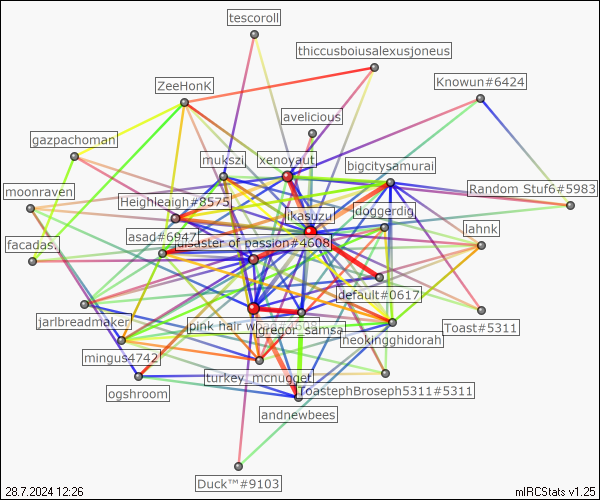 tescoroll
thiccusboiusalexusjoneus
ZeeHonK
Knowun#6424
avelicious
gazpachoman
mukszi
xenoyaut
bigcitysamurai
moonraven
Heighleaigh#8575
Random Stuf6#5983
likasuzu
doggerdig
lahnk
facadas.
asad#6947
disaster of passion#4608
default#0617
jarlbreadmaker
pink hair
gregor_samsa
Toast#5311
neokingghidorah
mingus4742
turkey_mcnugget
ogshroom
ToastephBroseph5311#5311
andnewbees
Duck™#9103
28.7.2024 12:26
mIRCStats v1.25